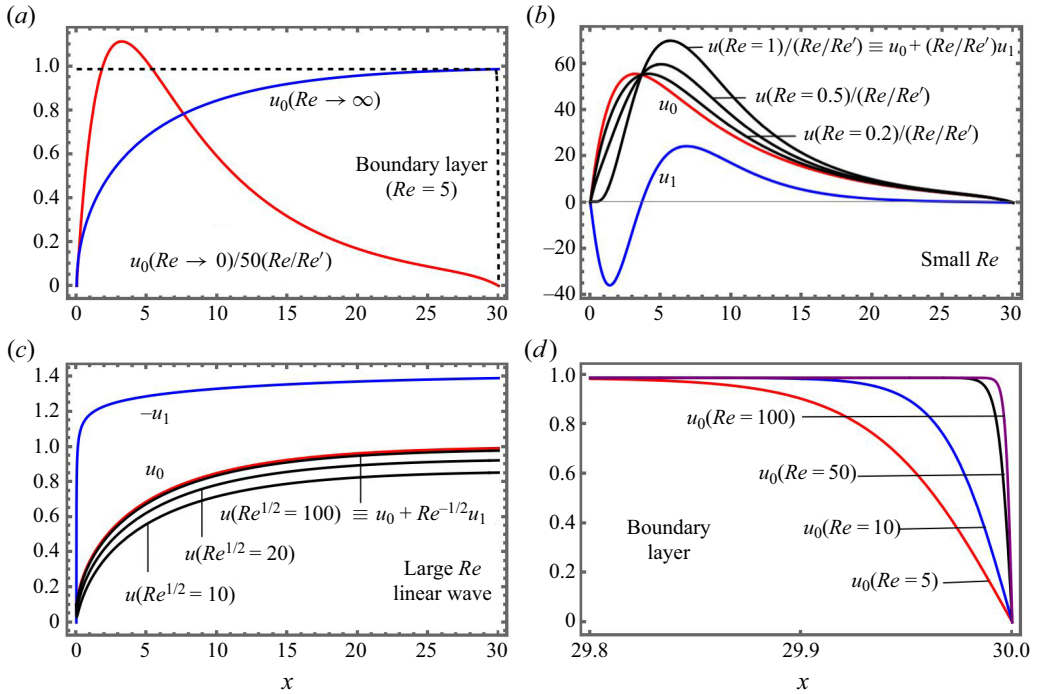 (a)
1.0
0.8
0.6
0.4
0.2
0
0 5 10 15 20 25 30
u₀(Re → ∞)
Boundary layer
(Re = 5)
u₀(Re → 0)/50(Re/Re′)
(b)
60
40
20
0
−20
−40
0 5 10 15 20 25 30
u(Re = 1)/(Re/Re′) ≡ u₀ + (Re/Re′)u₁
u(Re = 0.5)/(Re/Re′)
u₀
u(Re = 0.2)/(Re/Re′)
u₁
Small Re
(c)
1.4
1.2
1.0
0.8
0.6
0.4
0.2
0
0 5 10 15 20 25 30
x
−u₁
u₀
u(Re^1/2 = 100) ≡ u₀ + Re^−1/2u₁
u(Re^1/2 = 20)
u(Re^1/2 = 10)
Large Re
linear wave
(d)
1.0
0.8
0.6
0.4
0.2
0
29.8 29.9 30.0
x
u₀(Re = 100)
u₀(Re = 50)
Boundary
layer
u₀(Re = 10)
u₀(Re = 5)